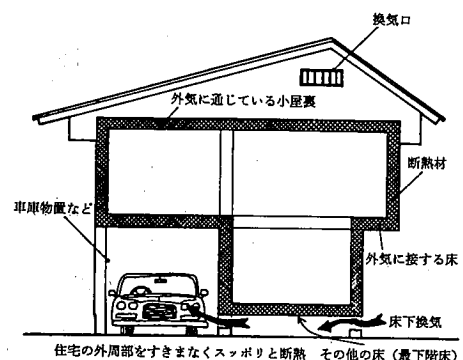 換気口
外気に通じている小屋裏
断熱材
車庫物置など
外気に接する床
床下換気
住宅の外周部をすきまなくスッポリと断熱
その他の床（最下階床）